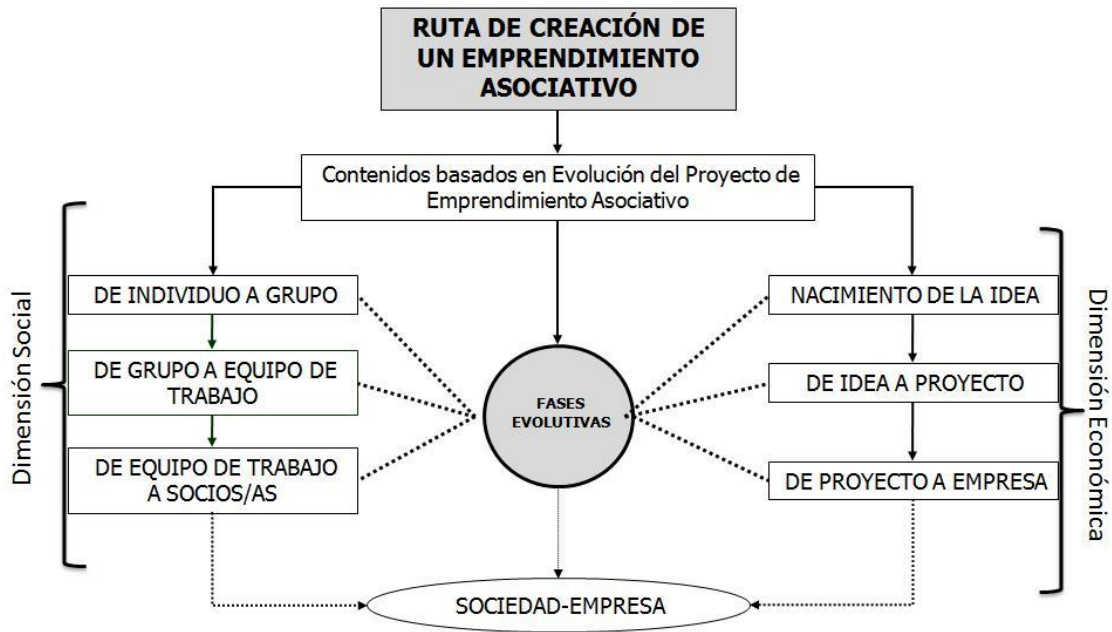 RUTA DE CREACIÓN DE
UN EMPRENDIMIENTO
ASOCIATIVO
Contenidos basados en Evolución del Proyecto de
Emprendimiento Asociativo
Dimensión Social
DE INDIVIDUO A GRUPO
DE GRUPO A EQUIPO DE
TRABAJO
DE EQUIPO DE TRABAJO
A SOCIOS/AS
FASES
EVOLUTIVAS
NACIMIENTO DE LA IDEA
DE IDEA A PROYECTO
DE PROYECTO A EMPRESA
Dimensión Económica
SOCIEDAD-EMPRESA